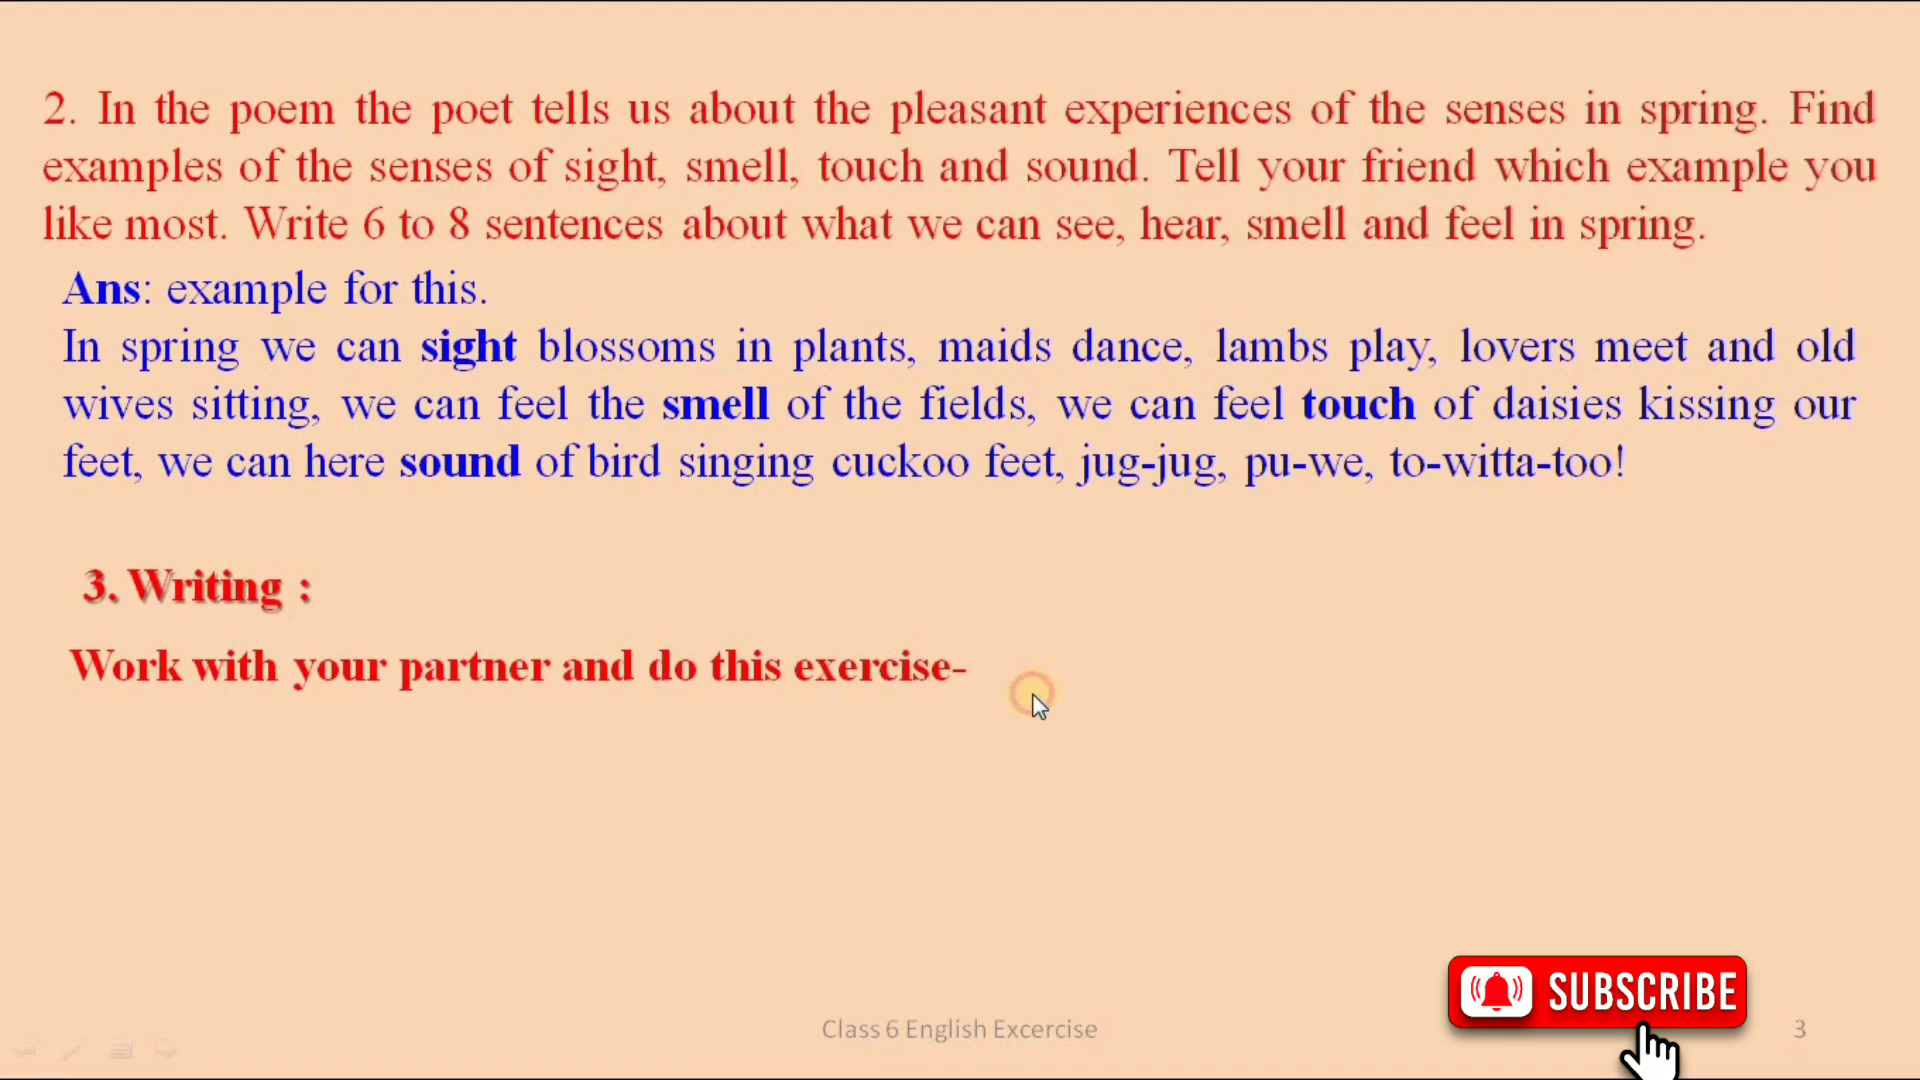 2. In the poem the poet tells us about the pleasant experiences of the senses in spring. Find
examples of the senses of sight, smell, touch and sound. Tell your friend which example you
like most. Write 6 to 8 sentences about what we can see, hear, smell and feel in spring.
Ans: example for this.
In spring we can sight blossoms in plants, maids dance, lambs play, lovers meet and old
wives sitting, we can feel the smell of the fields, we can feel touch of daisies kissing our
feet, we can here sound of bird singing cuckoo feet, jug-jug, pu-we, to-witta-too!
3. Writing :
Work with your partner and do this exercise-
SUBSCRIBE
Class 6 English Excercise
3